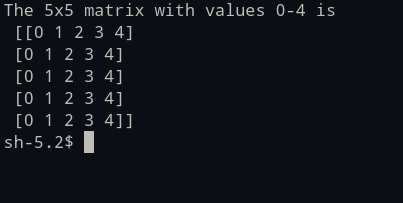 The 5x5 matrix with values 0-4 is
 [[0 1 2 3 4]
 [0 1 2 3 4]
 [0 1 2 3 4]
 [0 1 2 3 4]
 [0 1 2 3 4]]
sh-5.2$